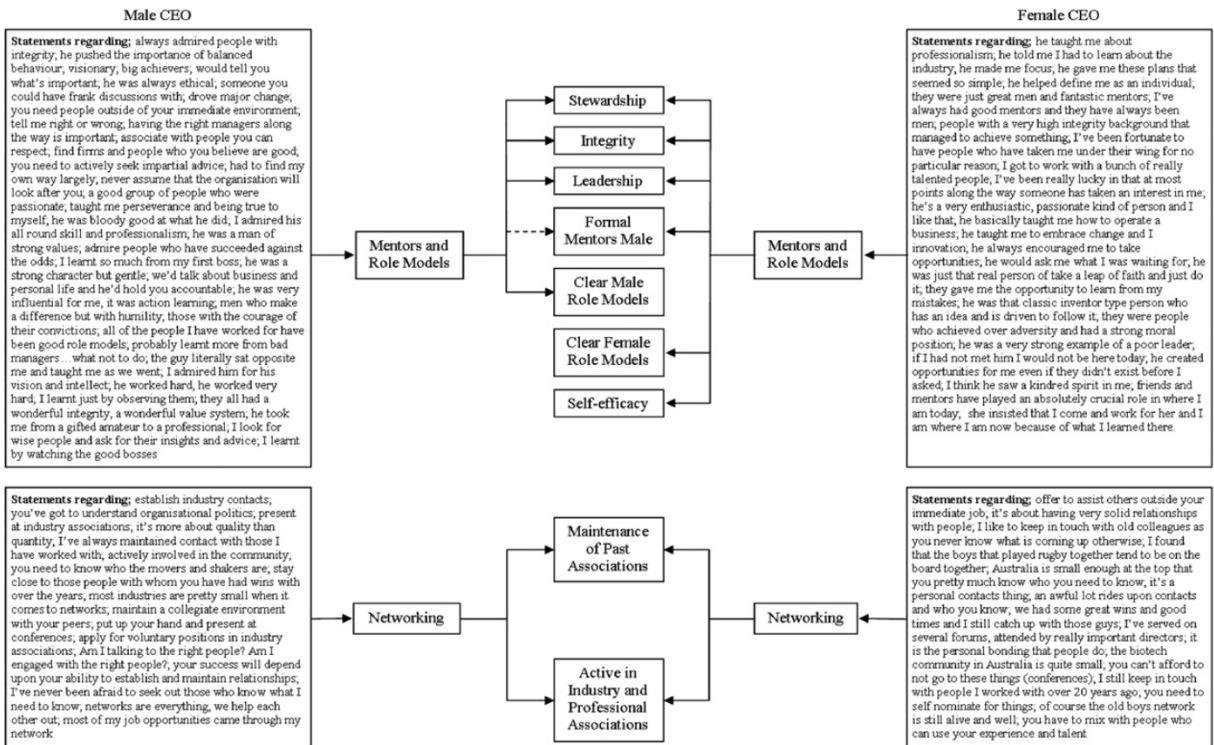 Male CEO
Statements regarding; always admired people with
integrity; he pushed the importance of balanced
behaviour; visionary; big achievers; would tell you
what's important; he was always ethical; someone you
could have frank discussions with; drove major change;
you need people outside of your immediate environment;
tell me right or wrong; having the right managers along
the way is important; associate with people you can
respect; find firms and people who you believe are good;
you need to actively seek impartial advice; had to find my
own way largely; never assume that the organisation will
look after you; a good group of people who were
passionate; taught me perseverance and being true to
myself; he was bloody good at what he did; I admired his
all round skill and professionalism; he was a man of
strong values; admire people who have succeeded against
the odds; I learnt so much from my first boss; he was a
strong character but gentle; we'd talk about business and
personal life and he'd hold you accountable; he was very
influential for me, it was action learning; men who make
a difference but with humility; those with the courage of
their convictions; all of the people I have worked for have
been good role models; probably learnt more from bad
managers…what not to do; the guy literally sat opposite
me and taught me as we went; I admired him for his
vision and intellect; he worked hard, he worked very
hard; I learnt just by observing them; they all had a
wonderful integrity, a wonderful value system; he took
me from a gifted amateur to a professional; I look for
wise people and ask for their insights and advice; I learnt
by watching the good bosses
Mentors and
Role Models
Stewardship
Integrity
Leadership
Formal
Mentors Male
Clear Male
Role Models
Clear Female
Role Models
Self-efficacy
Mentors and
Role Models
Female CEO
Statements regarding; he taught me about
professionalism; he told me I had to learn about the
industry; he made me focus; he gave me these plans that
seemed so simple; he helped define me as an individual;
they were just great men and fantastic mentors; I've
always had good mentors and they have always been
men; people with a very high integrity background that
managed to achieve something; I've been fortunate to
have people who have taken me under their wing for no
particular reason; I got to work with a bunch of really
talented people; I've been really lucky in that at most
points along the way someone has taken an interest in me;
he's a very enthusiastic, passionate kind of person and I
like that; he basically taught me how to operate a
business; he taught me to embrace change and I
innovation; he always encouraged me to take
opportunities; he would ask me what I was waiting for; he
was just that real person of take a leap of faith and just do
it; they gave me the opportunity to learn from my
mistakes; he was that classic inventor type person who
has an idea and is driven to follow it; they were people
who achieved over adversity and had a strong moral
position; he was a very strong example of a poor leader;
if I had not met him I would not be here today; he created
opportunities for me even if they didn't exist before I
asked; I think he saw a kindred spirit in me; friends and
mentors have played an absolutely crucial role in where I
am today; she insisted that I come and work for her and I
am where I am now because of what I learned there.
Statements regarding; establish industry contacts;
you've got to understand organisational politics; present
at industry associations; it's more about quality than
quantity; I've always maintained contact with those I
have worked with; actively involved in the community;
you need to know who the movers and shakers are; stay
close to those people with whom you have had wins with
over the years; most industries are pretty small when it
comes to networks; maintain a collegiate environment
with your peers; put up your hand and present at
conferences; apply for voluntary positions in industry
associations; Am I talking to the right people? Am I
engaged with the right people?; your success will depend
upon your ability to establish and maintain relationships;
I've never been afraid to seek out those who know what I
need to know; networks are everything, we help each
other out; most of my job opportunities came through my
network
Networking
Maintenance
of Past
Associations
Active in
Industry and
Professional
Associations
Networking
Statements regarding; offer to assist others outside your
immediate job; it's about having very solid relationships
with people; I like to keep in touch with old colleagues as
you never know what is coming up otherwise; I found
that the boys that played rugby together tend to be on the
board together; Australia is small enough at the top that
you pretty much know who you need to know; it's a
personal contacts thing; an awful lot rides upon contacts
and who you know; we had some great wins and good
times and I still catch up with those guys; I've served on
several forums, attended by really important directors; it
is the personal bonding that people do; the biotech
community in Australia is quite small; you can't afford to
not go to these things (conferences); I still keep in touch
with people I worked with over 20 years ago; you need to
self nominate for things; of course the old boys network
is still alive and well; you have to mix with people who
can use your experience and talent